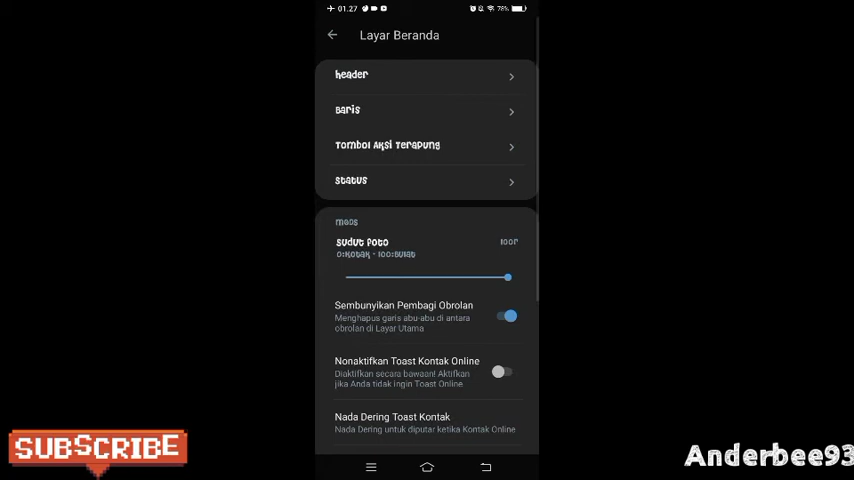 01.27
78%
Layar Beranda
header
Baris
Tombol Aksi Terapung
Status
MODS
Sudut Foto
100%
0:Kotak - 100:Bulat
Sembunyikan Pembagi Obrolan
Menghapus garis abu-abu di antara
obrolan di Layar Utama
Nonaktifkan Toast Kontak Online
Diaktifkan secara bawaan! Aktifkan
jika Anda tidak ingin Toast Online
Nada Dering Toast Kontak
Nada Dering untuk diputar ketika Kontak Online
SUBSCRIBE
Anderbee93